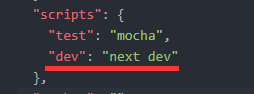 "scripts": {
"test": "mocha",
"dev": "next dev"
},